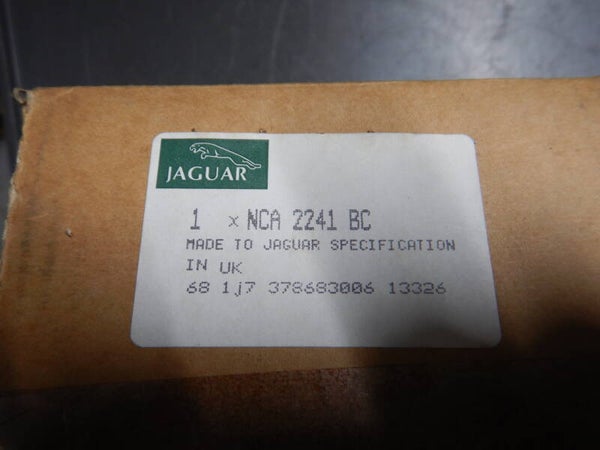 JAGUAR
1 x NCA 2241 BC
MADE TO JAGUAR SPECIFICATION
IN UK
68 1j7 378683006 13326